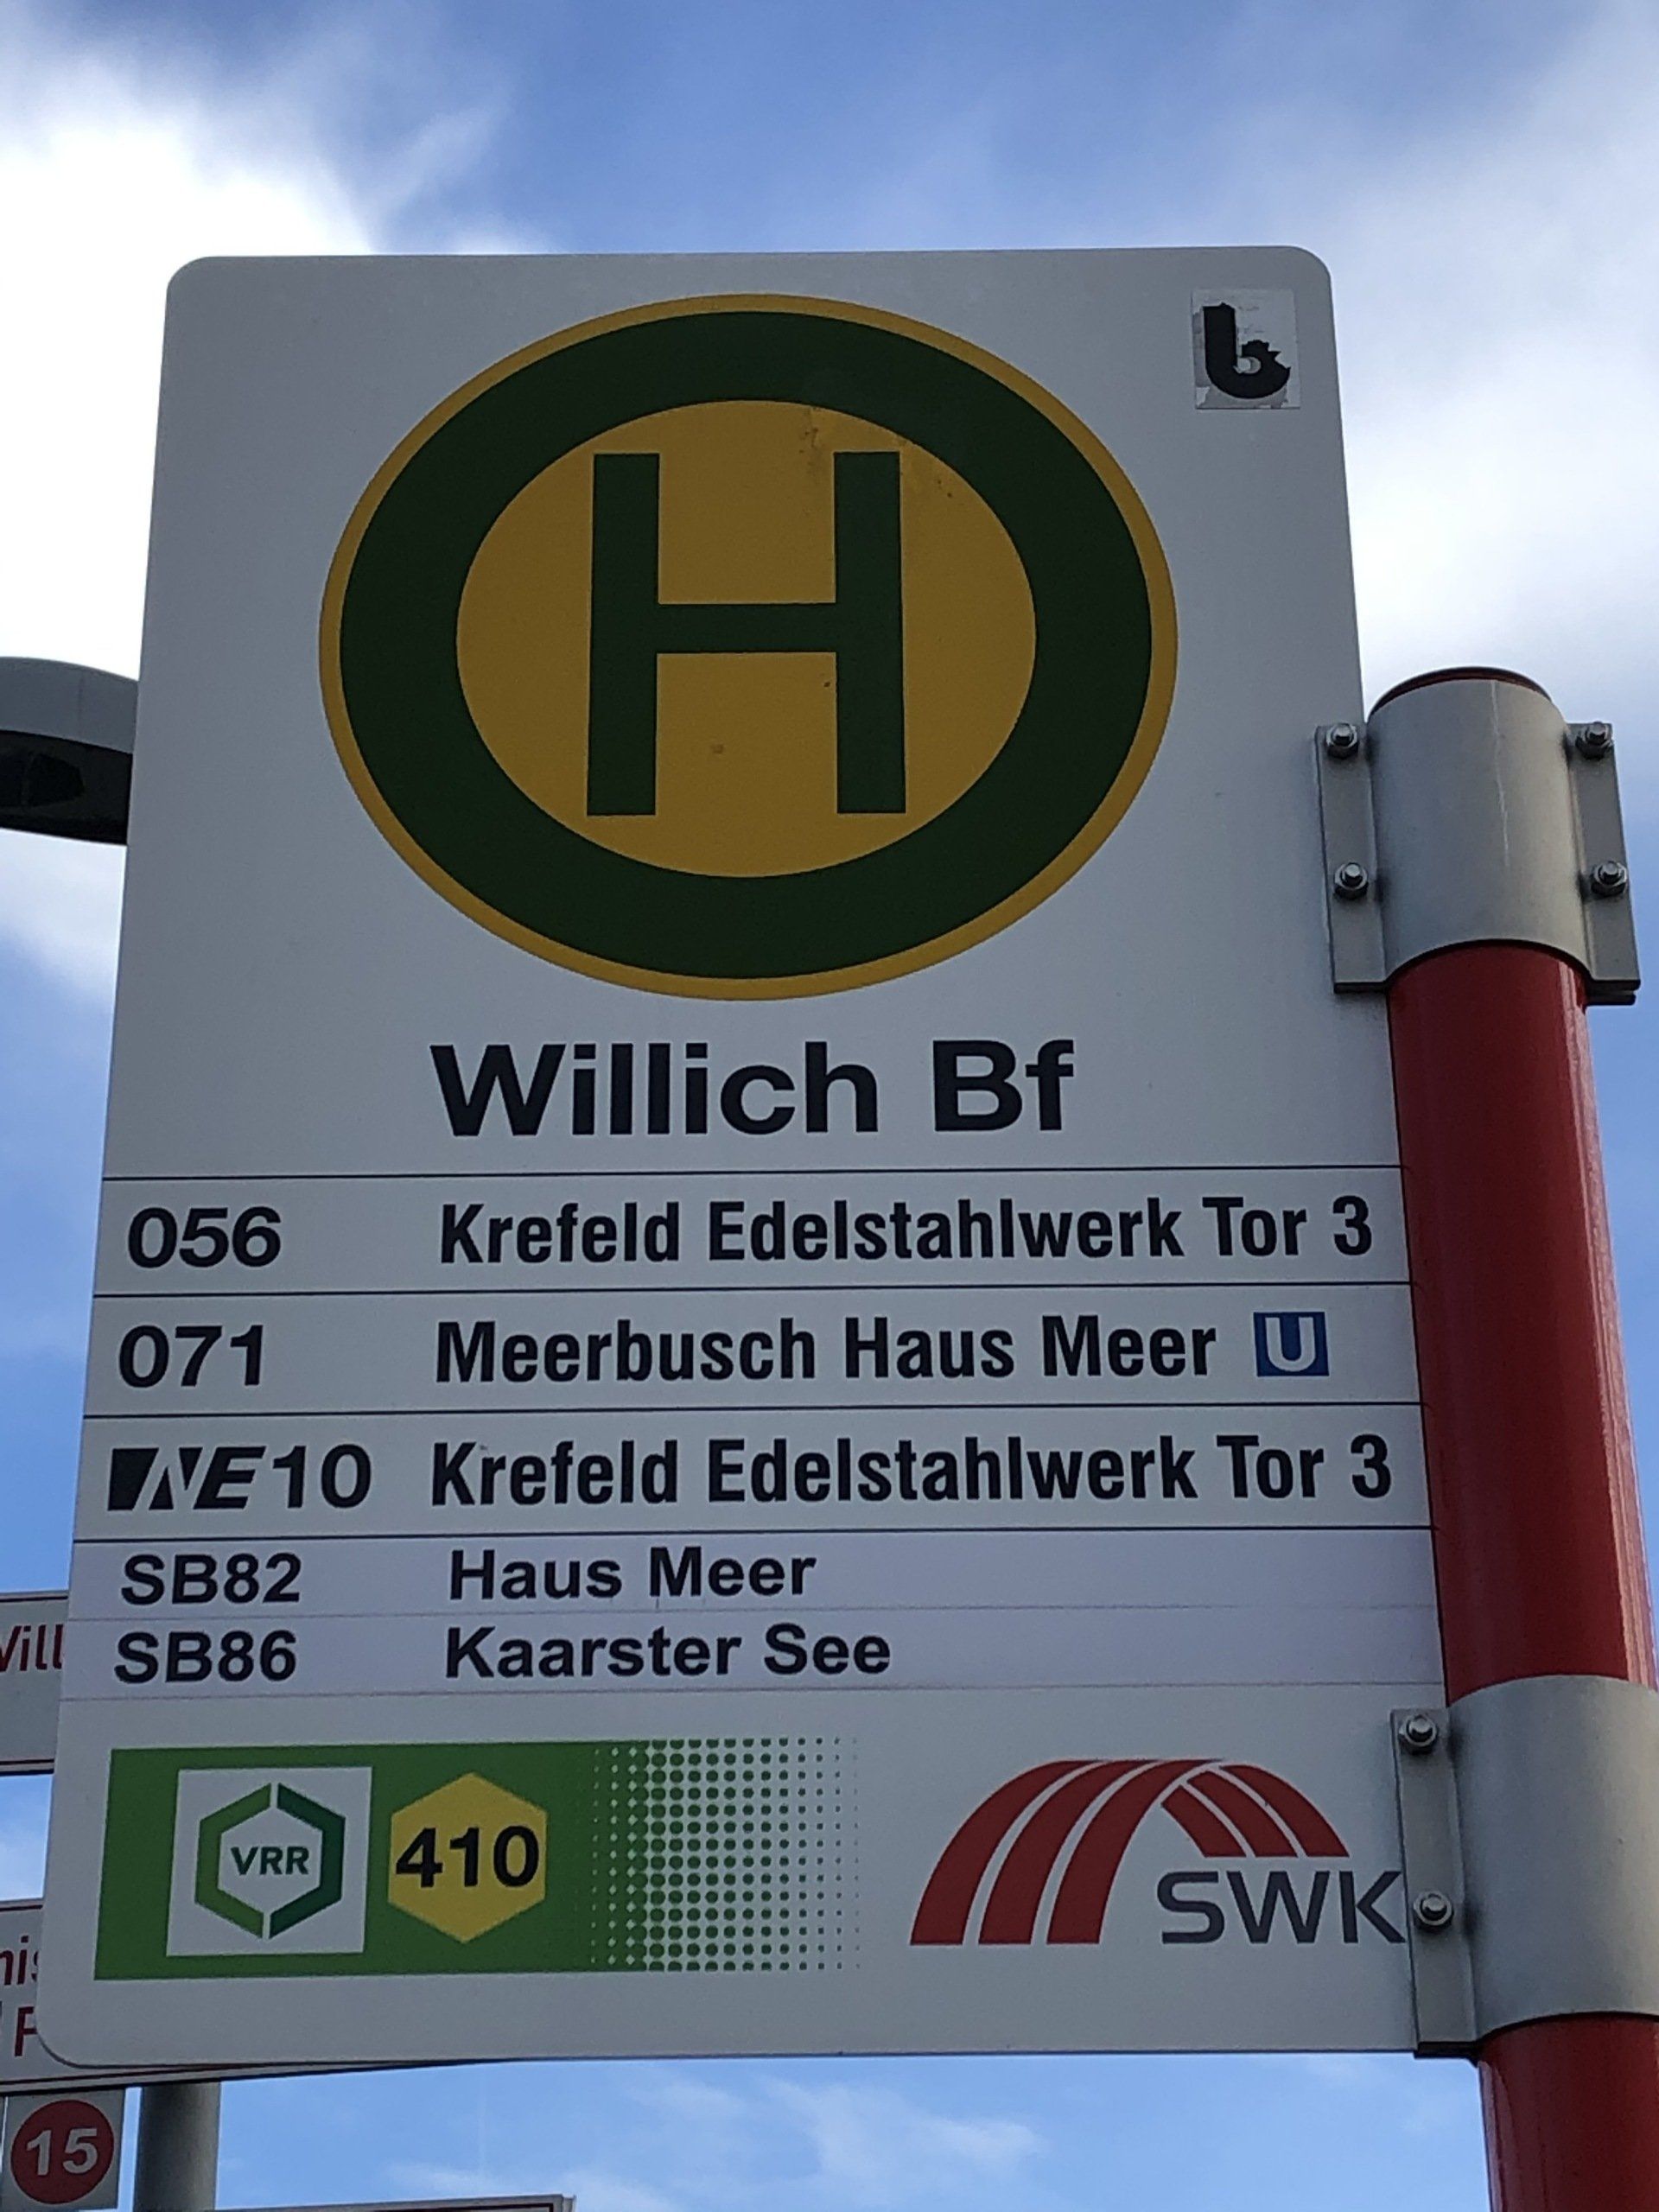 H
Willich Bf
056 Krefeld Edelstahlwerk Tor 3
071 Meerbusch Haus Meer U
NE10 Krefeld Edelstahlwerk Tor 3
SB82 Haus Meer
SB86 Kaarster See
VRR 410
SWK
15